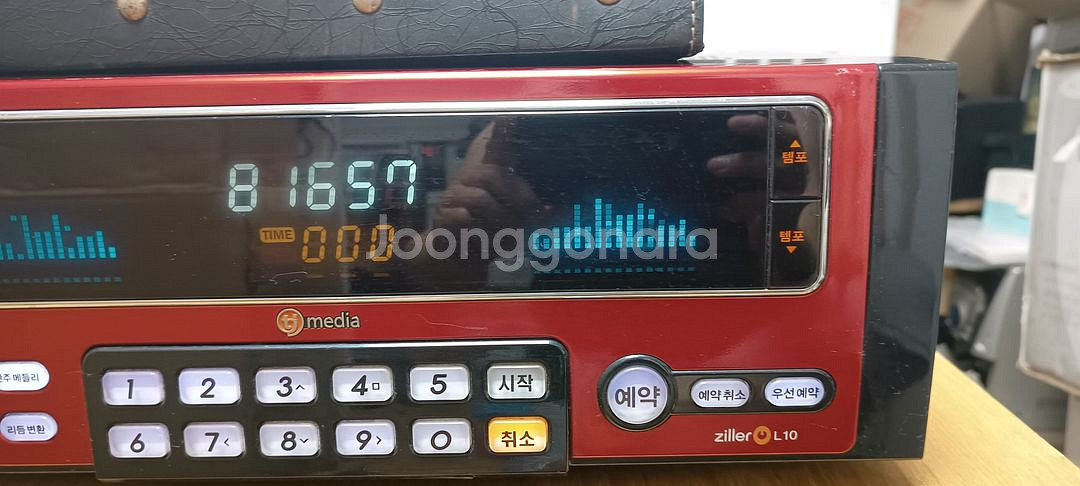 템포
81657
TIME 000
템포
Joonggonara
tj media
리듬 변환
1 2 3 4 5 시작
6 7 8 9 0 취소
예약 예약 취소 우선 예약
ziller L10